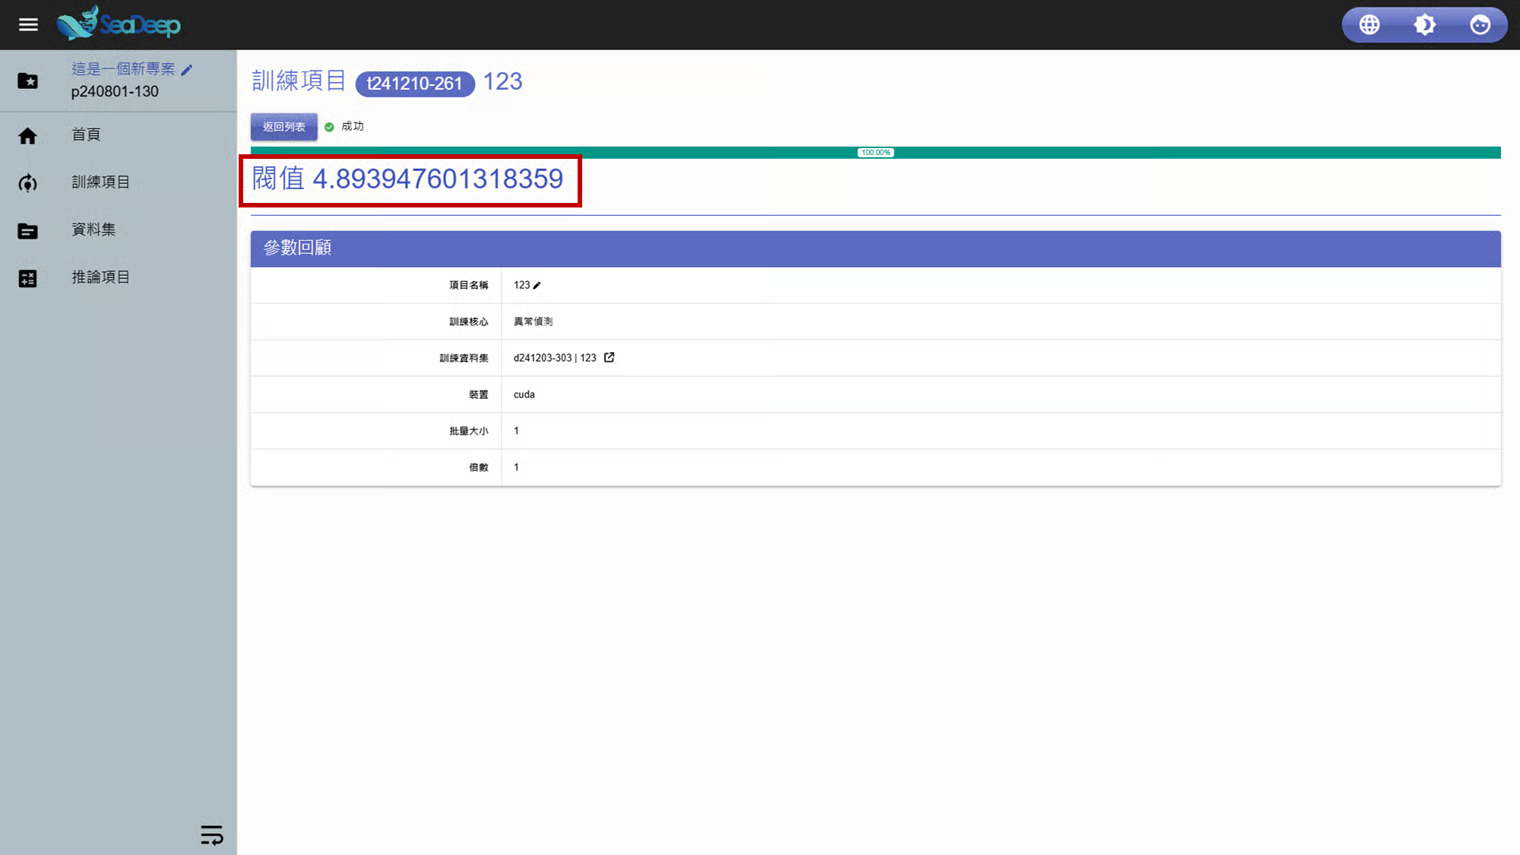 SeaDeep
這是一個新專案
p240801-130
首頁
訓練項目
資料集
推論項目
訓練項目 t241210-261 123
返回列表 成功
100.00%
閥值 4.893947601318359
參數回顧
項目名稱 123
訓練核心 異常偵測
訓練資料集 d241203-303 | 123
裝置 cuda
批量大小 1
倍數 1